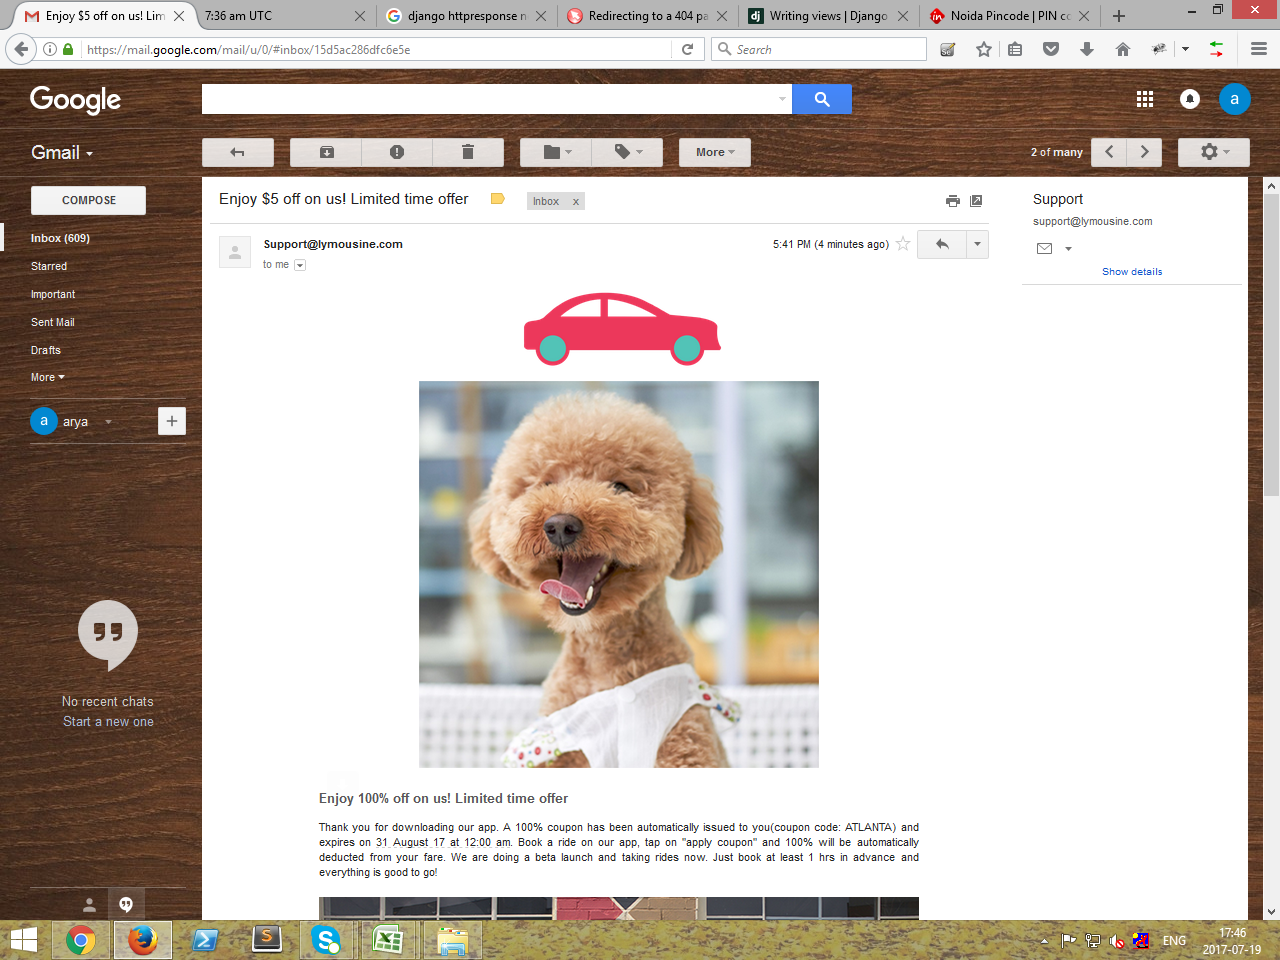 Enjoy $5 off on us! Lim
7:36 am UTC
django httpresponse n
Redirecting to a 404 pa
Writing views | Django
Noida Pincode | PIN co
https://mail.google.com/mail/u/0/#inbox/15d5ac286dfc6e5e
Search
Google
a
Gmail
More
2 of many
COMPOSE
Enjoy $5 off on us! Limited time offer
Inbox x
Support
support@lymousine.com
Inbox (609)
Support@lymousine.com
5:41 PM (4 minutes ago)
to me
Show details
Starred
Important
Sent Mail
Drafts
More
a arya
No recent chats
Start a new one
Enjoy 100% off on us! Limited time offer
Thank you for downloading our app. A 100% coupon has been automatically issued to you(coupon code: ATLANTA) and
expires on 31 August 17 at 12:00 am. Book a ride on our app, tap on "apply coupon" and 100% will be automatically
deducted from your fare. We are doing a beta launch and taking rides now. Just book at least 1 hrs in advance and
everything is good to go!
ENG
17:46
2017-07-19